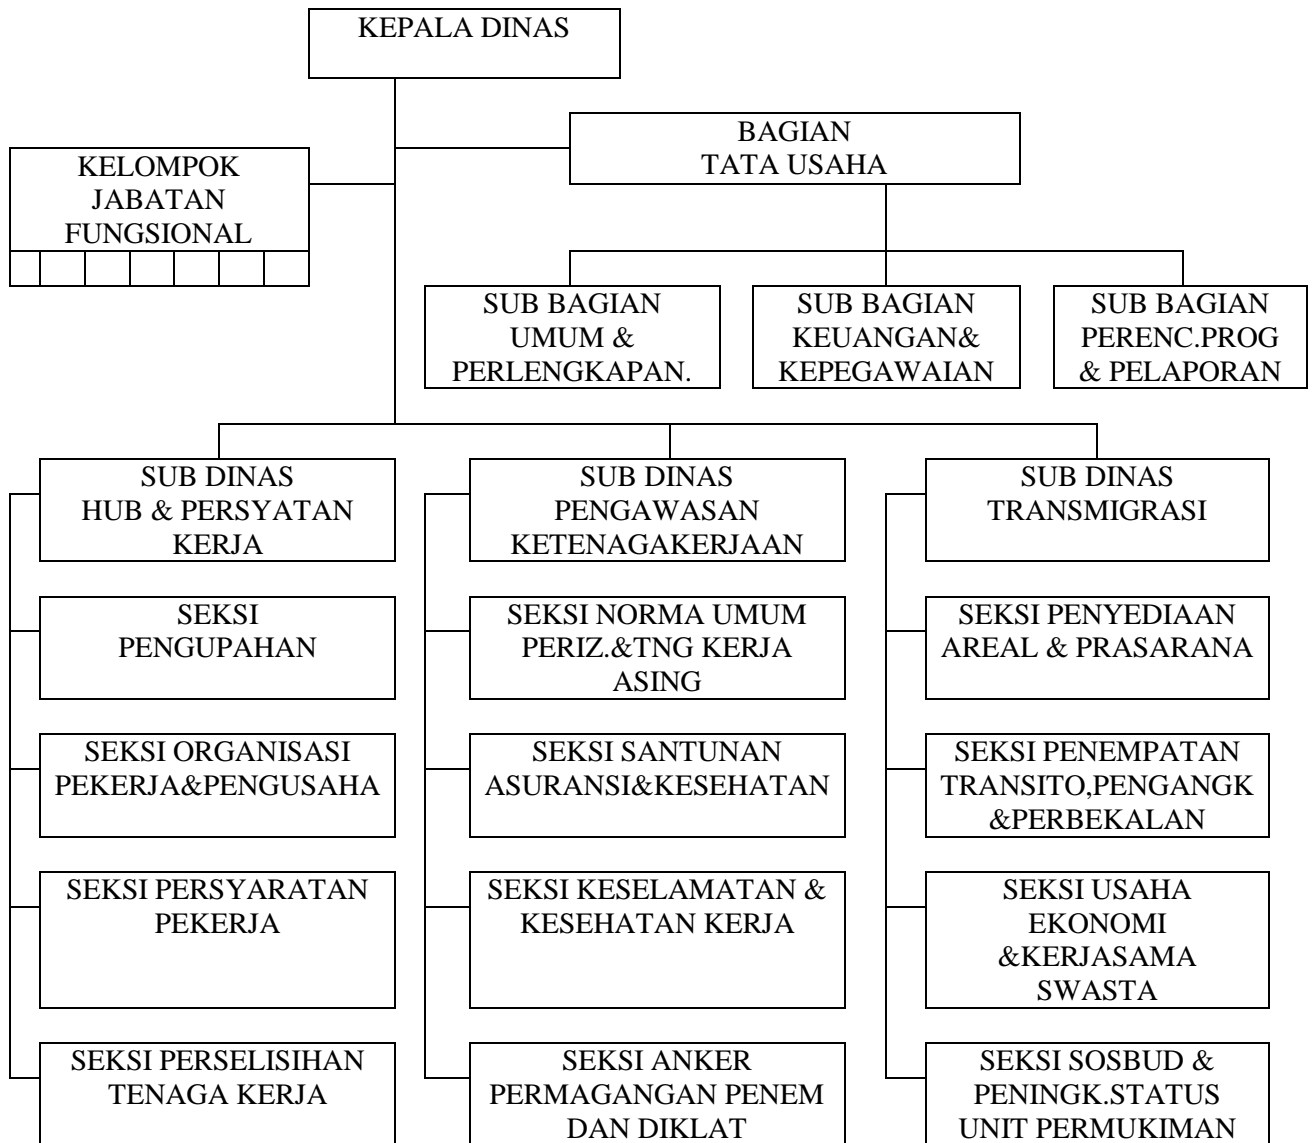 KEPALA DINAS
BAGIAN
TATA USAHA
KELOMPOK
JABATAN
FUNGSIONAL
SUB BAGIAN
UMUM &
PERLENGKAPAN.
SUB BAGIAN
KEUANGAN&
KEPEGAWAIAN
SUB BAGIAN
PERENC.PROG
& PELAPORAN
SUB DINAS
HUB & PERSYATAN
KERJA
SUB DINAS
PENGAWASAN
KETENAGAKERJAAN
SUB DINAS
TRANSMIGRASI
SEKSI
PENGUPAHAN
SEKSI NORMA UMUM
PERIZ.&TNG KERJA
ASING
SEKSI PENYEDIAAN
AREAL & PRASARANA
SEKSI ORGANISASI
PEKERJA&PENGUSAHA
SEKSI SANTUNAN
ASURANSI&KESEHATAN
SEKSI PENEMPATAN
TRANSITO,PENGANGK
&PERBEKALAN
SEKSI PERSYARATAN
PEKERJA
SEKSI KESELAMATAN &
KESEHATAN KERJA
SEKSI USAHA
EKONOMI
&KERJASAMA
SWASTA
SEKSI PERSELISIHAN
TENAGA KERJA
SEKSI ANKER
PERMAGANGAN PENEM
DAN DIKLAT
SEKSI SOSBUD &
PENINGK.STATUS
UNIT PERMUKIMAN